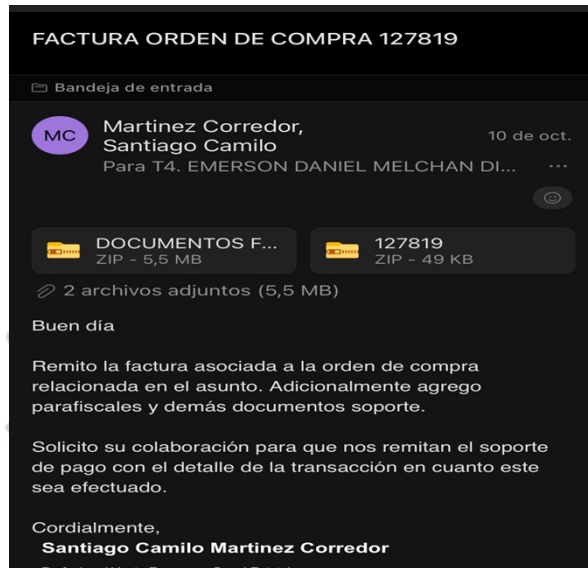 FACTURA ORDEN DE COMPRA 127819
Bandeja de entrada
MC
Martinez Corredor,
Santiago Camilo
10 de oct.
Para T4. EMERSON DANIEL MELCHAN DI...
DOCUMENTOS F...
ZIP - 5,5 MB
127819
ZIP - 49 KB
2 archivos adjuntos (5,5 MB)
Buen día
Remito la factura asociada a la orden de compra
relacionada en el asunto. Adicionalmente agrego
parafiscales y demás documentos soporte.
Solicito su colaboración para que nos remitan el soporte
de pago con el detalle de la transacción en cuanto este
sea efectuado.
Cordialmente,
Santiago Camilo Martinez Corredor